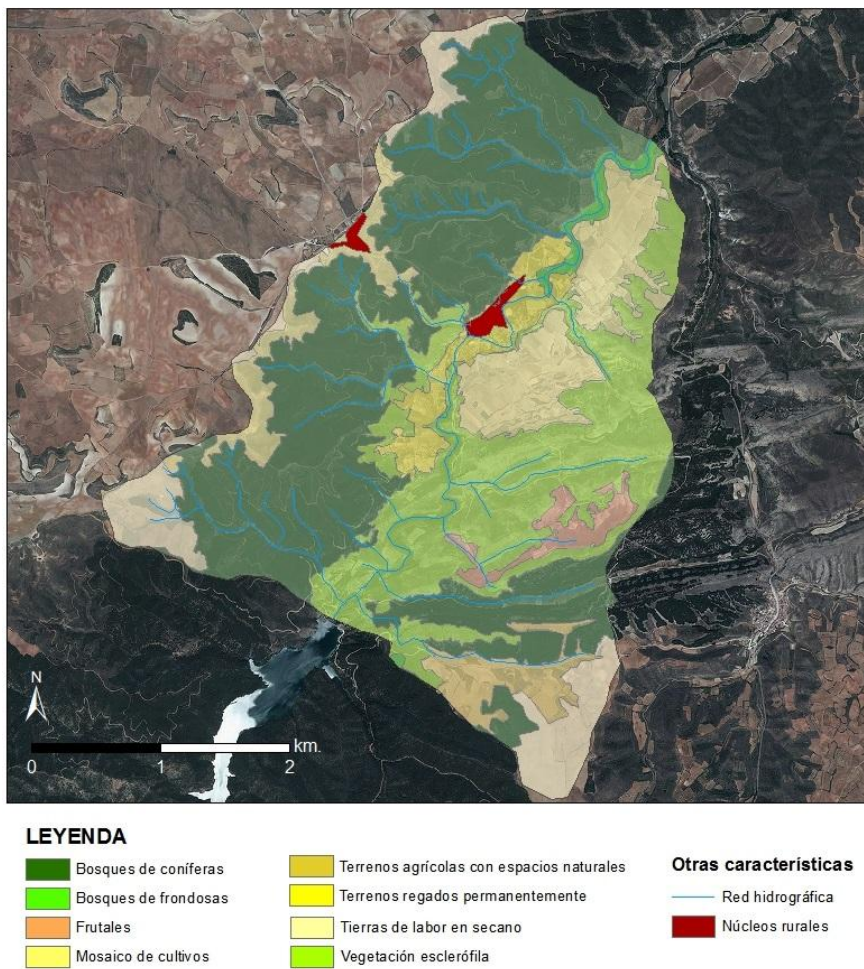 N
km.
0 1 2
LEYENDA
Bosques de coníferas
Bosques de frondosas
Frutales
Mosaico de cultivos
Terrenos agrícolas con espacios naturales
Terrenos regados permanentemente
Tierras de labor en secano
Vegetación esclerófila
Otras características
Red hidrográfica
Núcleos rurales